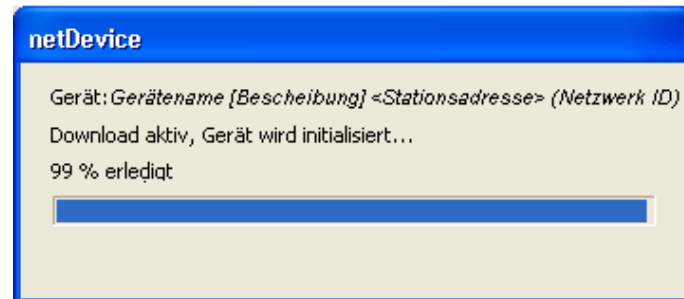 netDevice
Gerät: Gerätename [Bescheibung] <Stationsadresse> (Netzwerk ID)
Download aktiv, Gerät wird initialisiert...
99 % erledigt